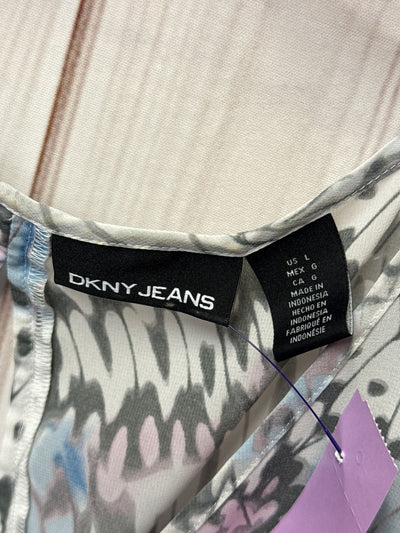 DKNY JEANS
US L
MEX G
CA G
MADE IN
INDONESIA
HECHO EN
INDONESIA
FABRIQUÉ EN
INDONÉSIE